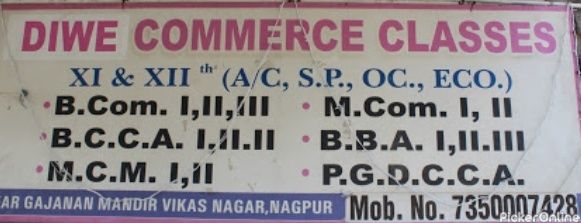 DIWE COMMERCE CLASSES
XI & XII th (A/C, S.P., OC., ECO.)
• B.Com. I,II,III • M.Com. I, II
• B.C.C.A. I,II.II • B.B.A. I,II.III
• M.C.M. I,II • P.G.D.C.C.A.
AR GAJANAN MANDIR VIKAS NAGAR,NAGPUR Mob. No. 7350007428
PickerOnline